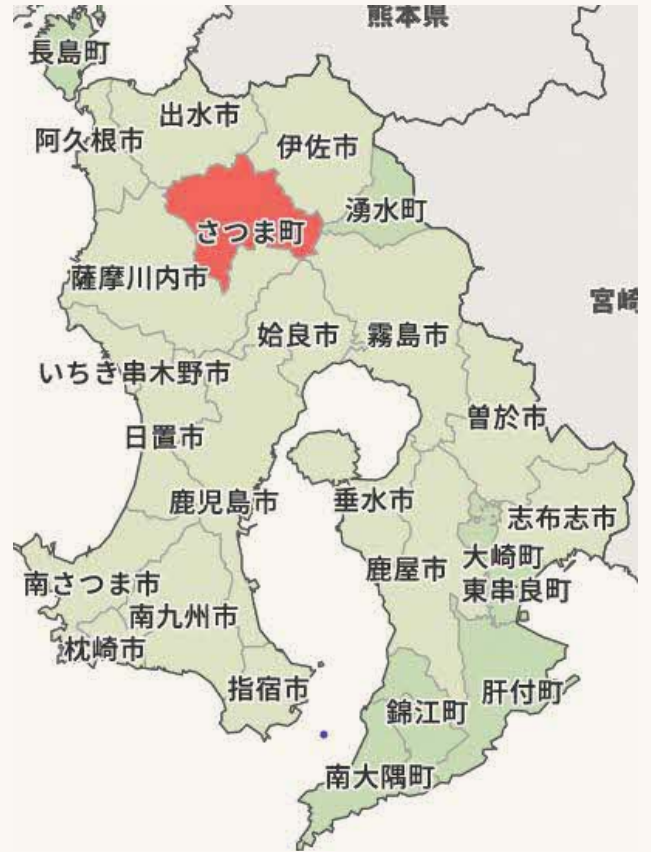 熊本県
長島町
出水市
阿久根市
伊佐市
湧水町
さつま町
薩摩川内市
宮崎
姶良市
霧島市
いちき串木野市
曽於市
日置市
鹿児島市
垂水市
志布志市
大崎町
鹿屋市
南さつま市
東串良町
南九州市
枕崎市
指宿市
肝付町
錦江町
南大隅町